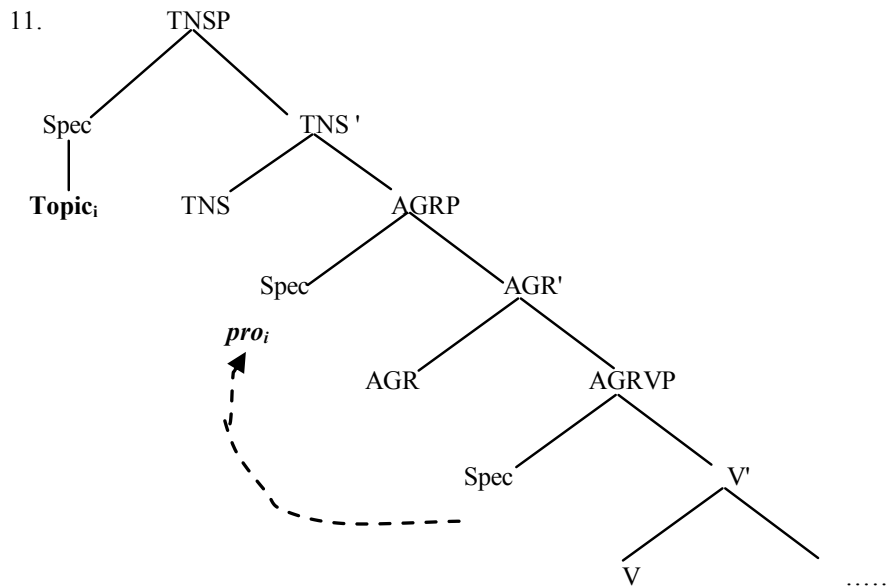 11. TNSP
Spec TNS '
Topici TNS AGRP
Spec AGR'
proi
AGR AGRVP
Spec V'
V .....